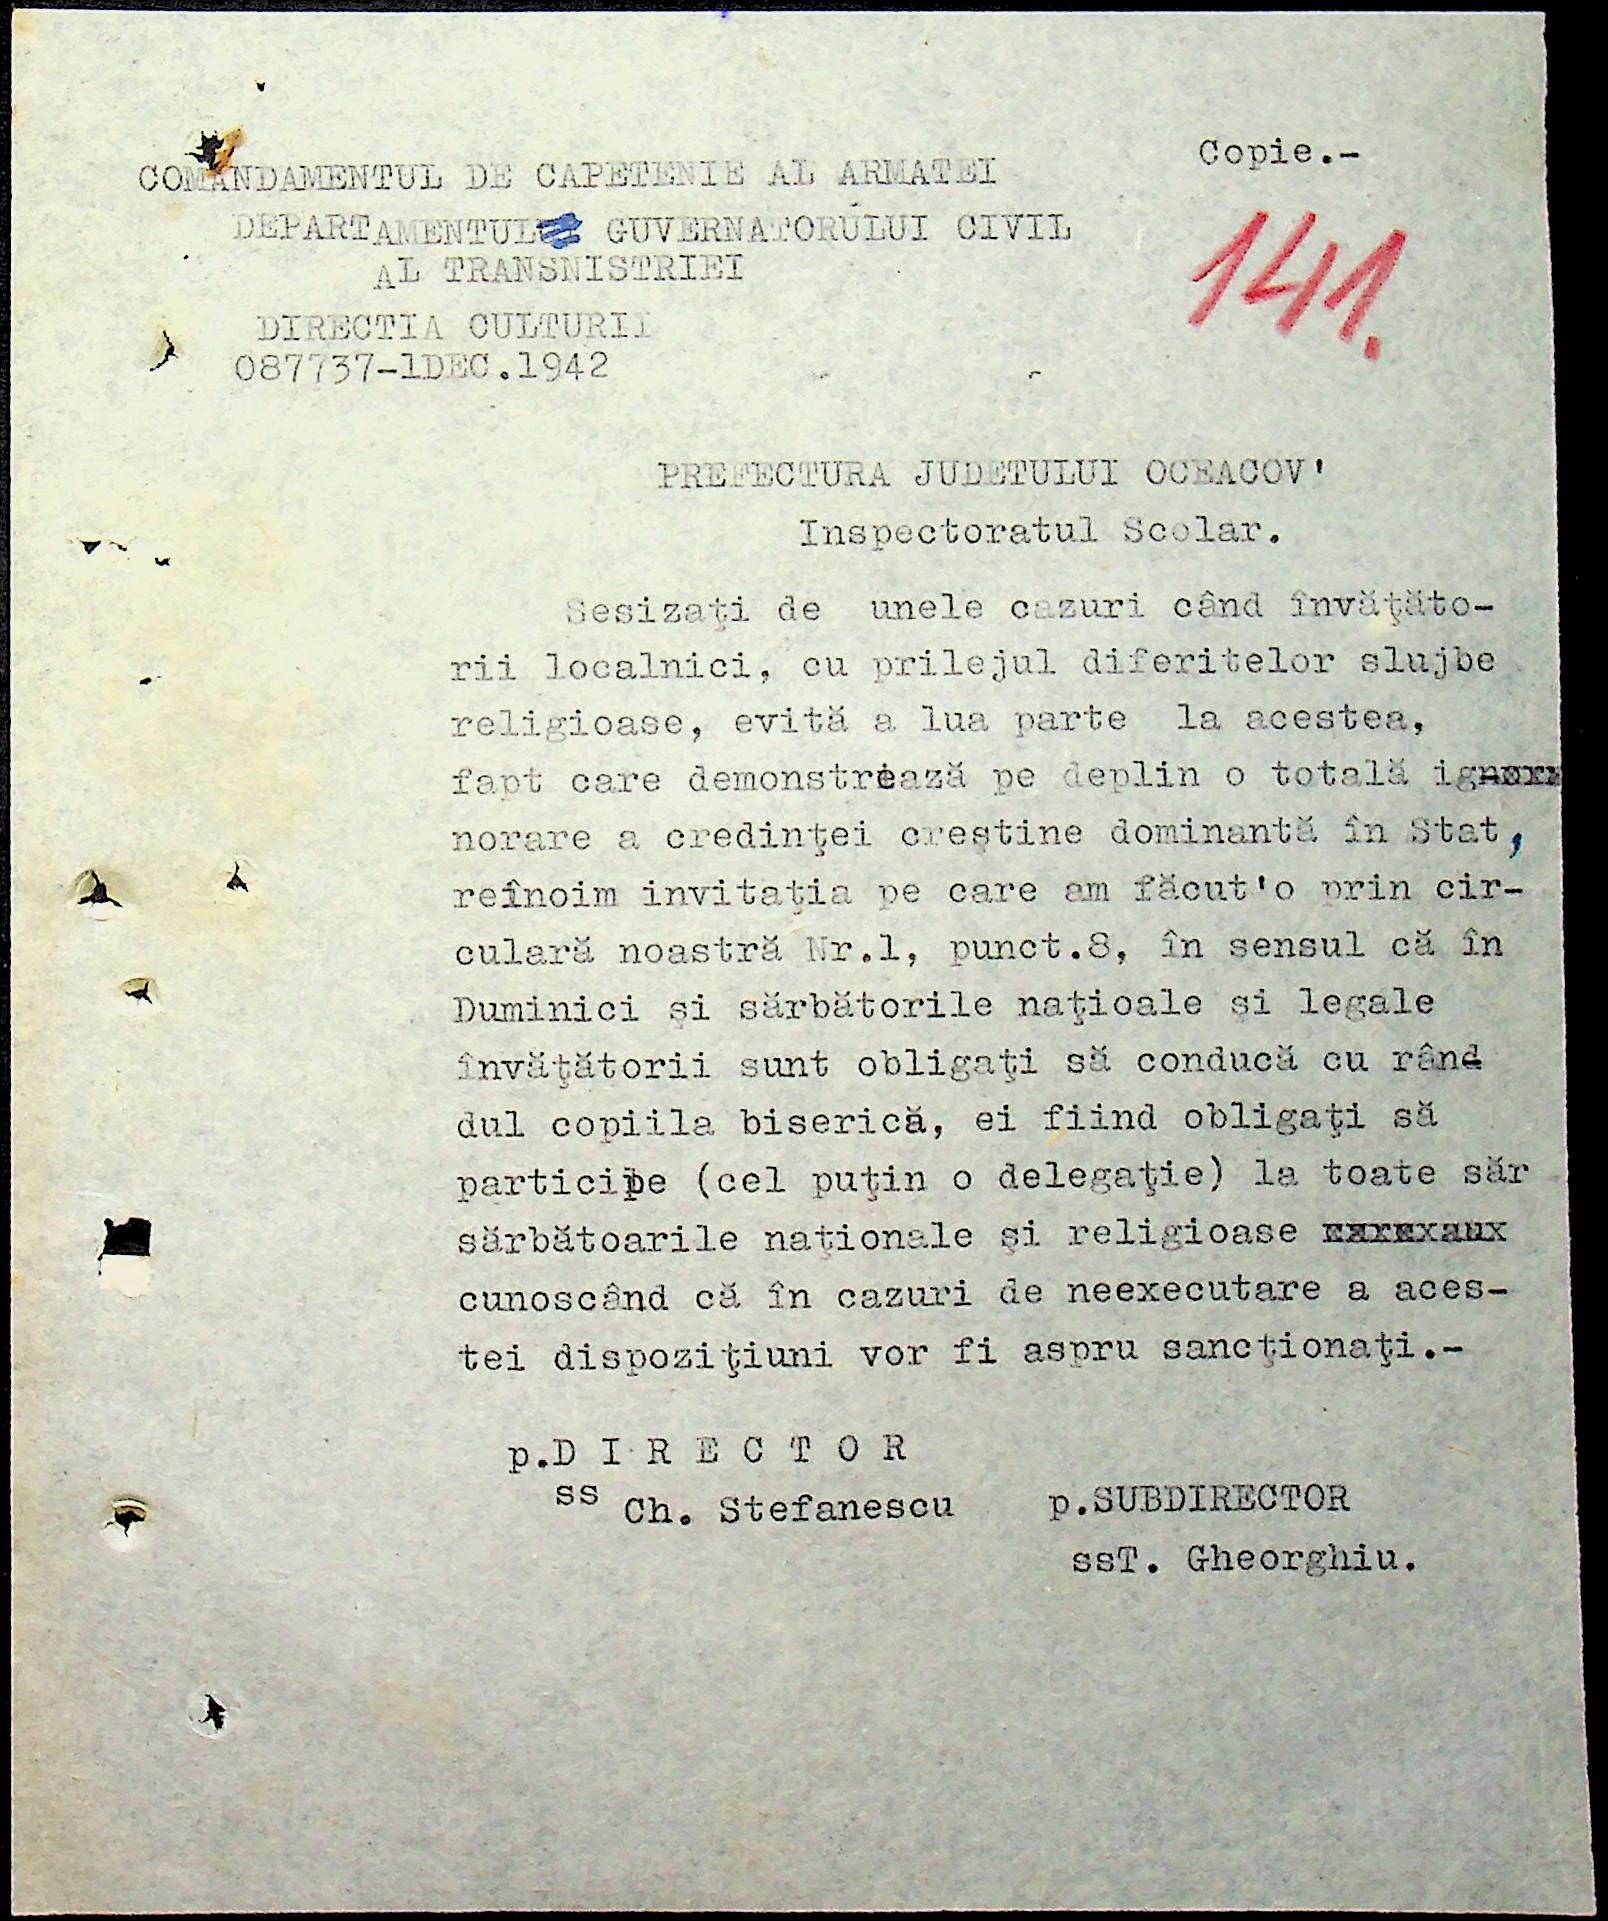 Copie.-
COMANDAMENTUL DE CAPETENIE AL ARMATEI
DEPARTAMENTUL GUVERNATORULUI CIVIL
AL TRANSNISTRIEI
141.
DIRECTIA CULTURII
087737-1DEC.1942
PREFECTURA JUDETULUI OCEACOV'
Inspectoratul Scolar.
Sesizaţi de unele cazuri când învăţăto-
rii localnici, cu prilejul diferitelor slujbe
religioase, evită a lua parte la acestea,
fapt care demonstrează pe deplin o totală ig
norare a credinţei creştine dominantă în Stat,
reînoim invitaţia pe care am făcut'o prin cir-
culară noastră Nr.1, punct.8, în sensul că în
Duminici şi sărbătorile naţioale şi legale
învăţătorii sunt obligaţi să conducă cu rând
dul copiila biserică, ei fiind obligaţi să
participe (cel puţin o delegaţie) la toate săr
sărbătoarile naţionale şi religioase
cunoscând că în cazuri de neexecutare a aces-
tei dispoziţiuni vor fi aspru sancţionaţi.-
p.D I R E C T O R
ss Ch. Stefanescu
p.SUBDIRECTOR
ssT. Gheorghiu.